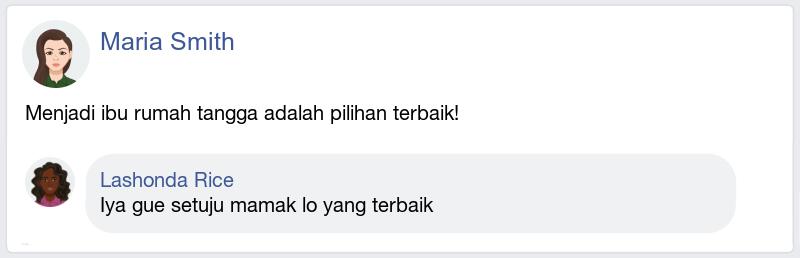 Maria Smith
Menjadi ibu rumah tangga adalah pilihan terbaik!
Lashonda Rice
Iya gue setuju mamak lo yang terbaik